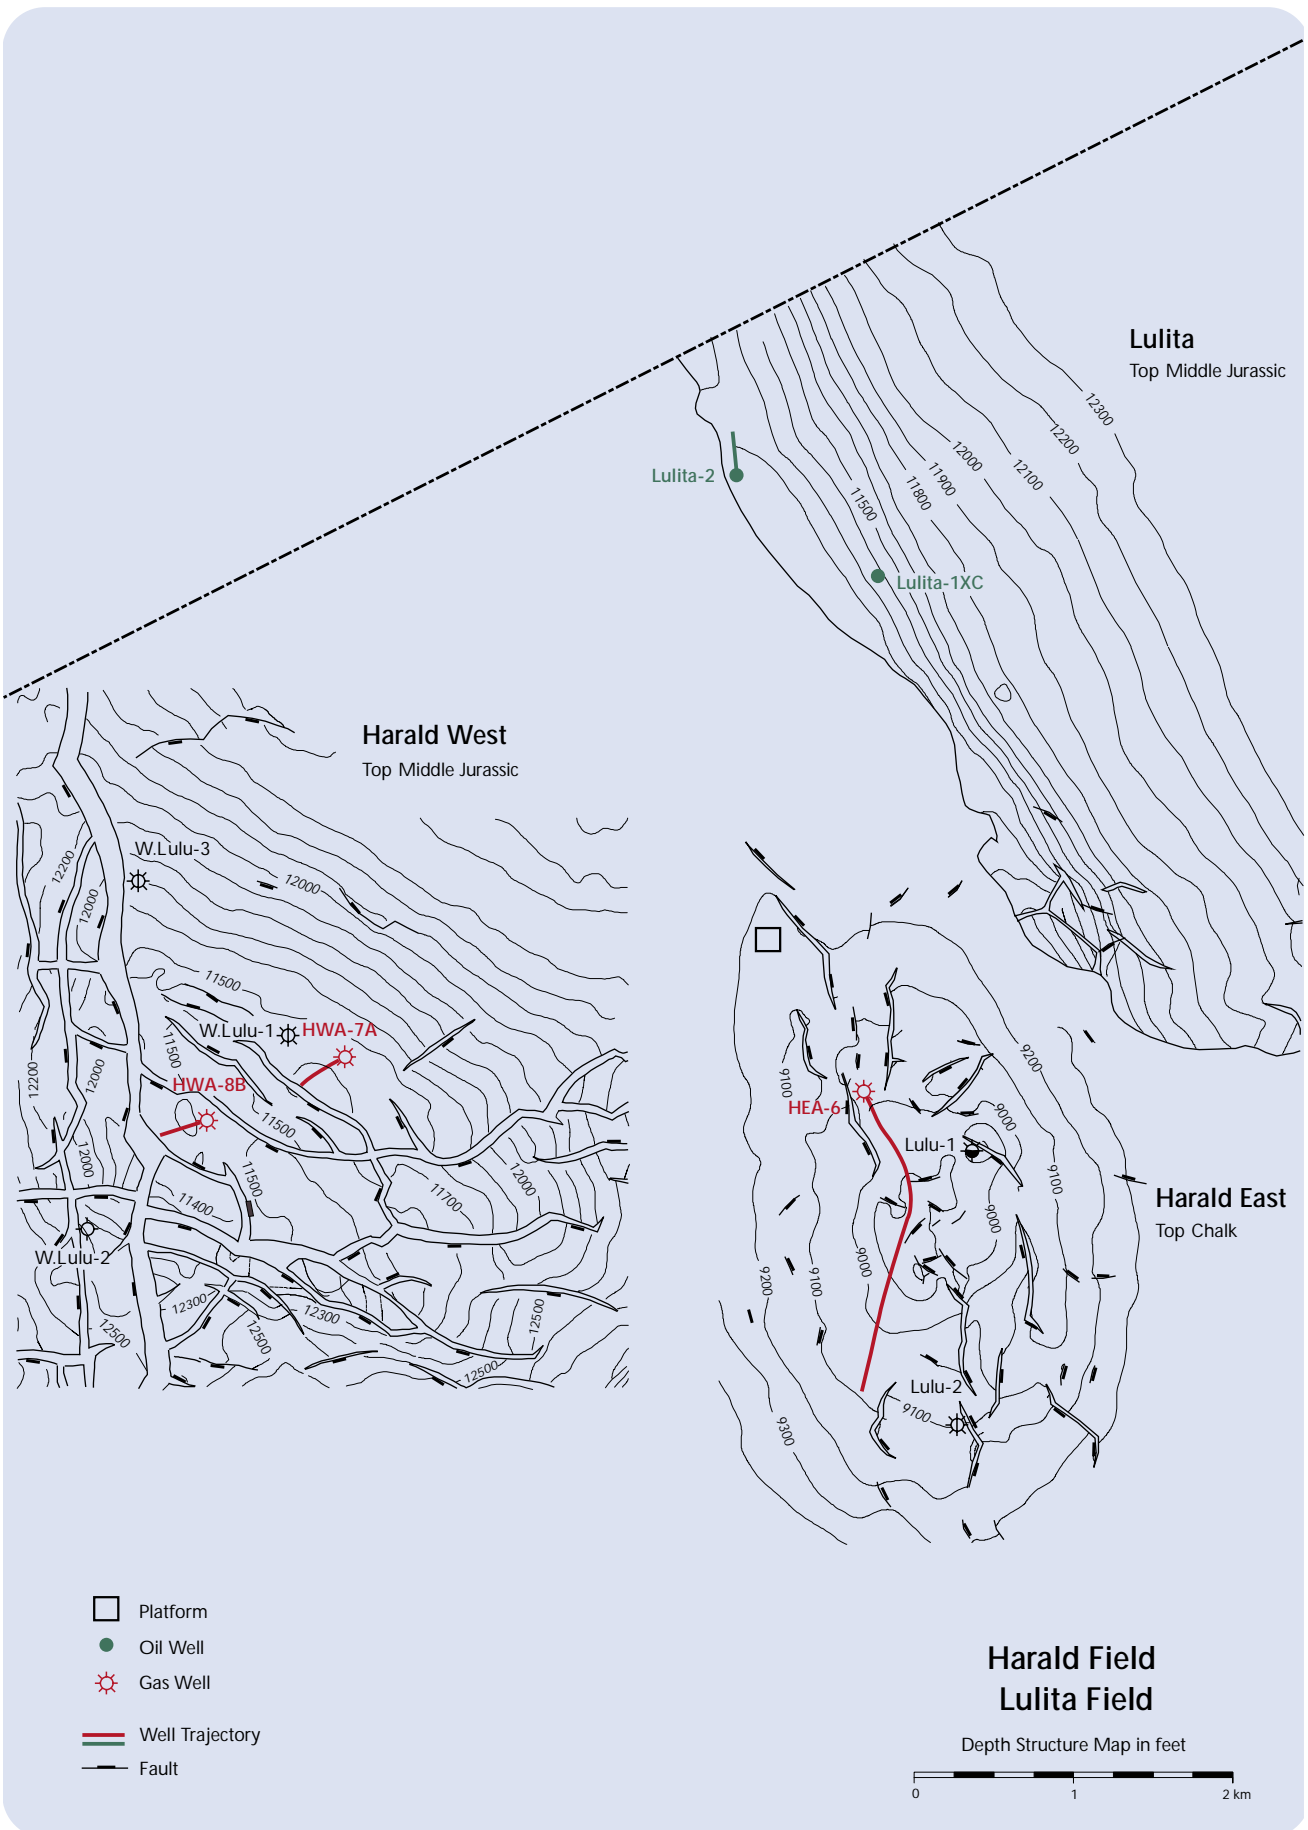 Lulita
Top Middle Jurassic
12300
12200
12100
12000
11900
11800
11500
Lulita-2
Lulita-1XC
Harald West
Top Middle Jurassic
W.Lulu-3
12200
12000
12000
11500
W.Lulu-1
HWA-7A
11500
12200
12000
HWA-8B
11500
12000
11500
11400
11700
12000
W.Lulu-2
12300
12300
12500
12500
12500
12500
9200
9100
HEA-6
9000
Lulu-1
9100
9000
Harald East
Top Chalk
9200
9100
9000
Lulu-2
9100
9300
Platform
Oil Well
Gas Well
Well Trajectory
Fault
Harald Field
Lulita Field
Depth Structure Map in feet
0 1 2 km